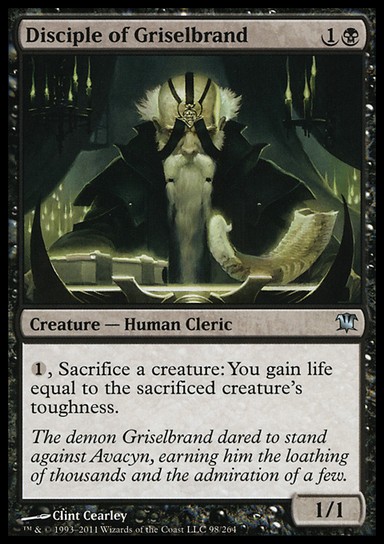 Disciple of Griselbrand 1
Creature — Human Cleric
1, Sacrifice a creature: You gain life
equal to the sacrificed creature's
toughness.
The demon Griselbrand dared to stand
against Avacyn, earning him the loathing
of thousands and the admiration of a few.
Clint Cearley
™ & © 1993–2011 Wizards of the Coast LLC 98/264
1/1